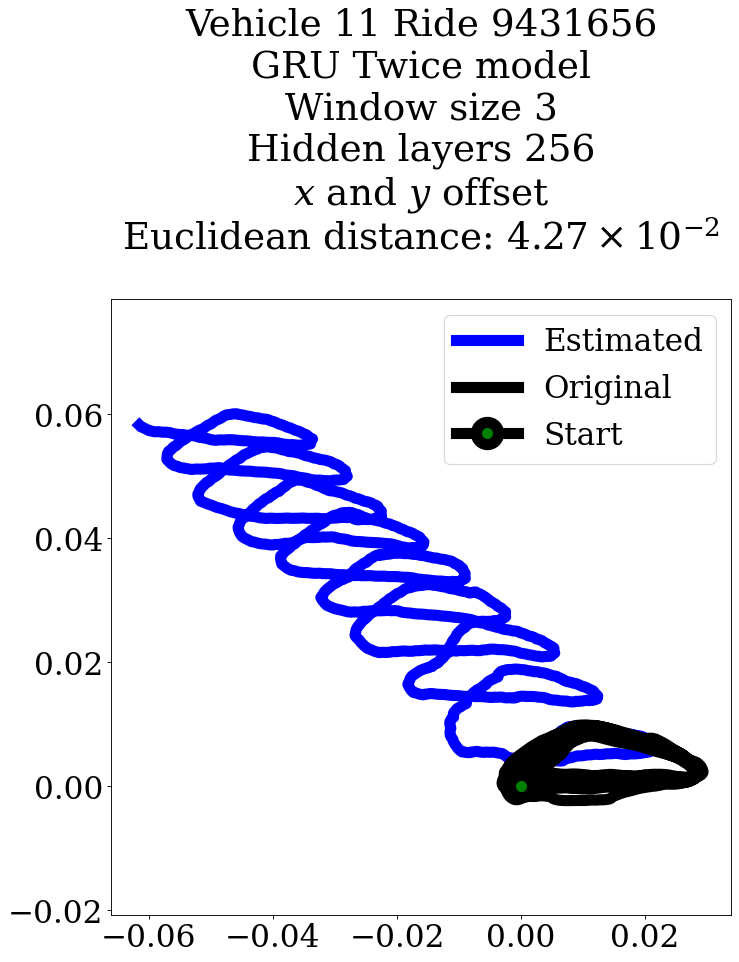 Vehicle 11 Ride 9431656
GRU Twice model
Window size 3
Hidden layers 256
x and y offset
Euclidean distance: 4.27 × 10⁻²
Estimated
Original
Start
0.06
0.04
0.02
0.00
−0.02
−0.06 −0.04 −0.02 0.00 0.02